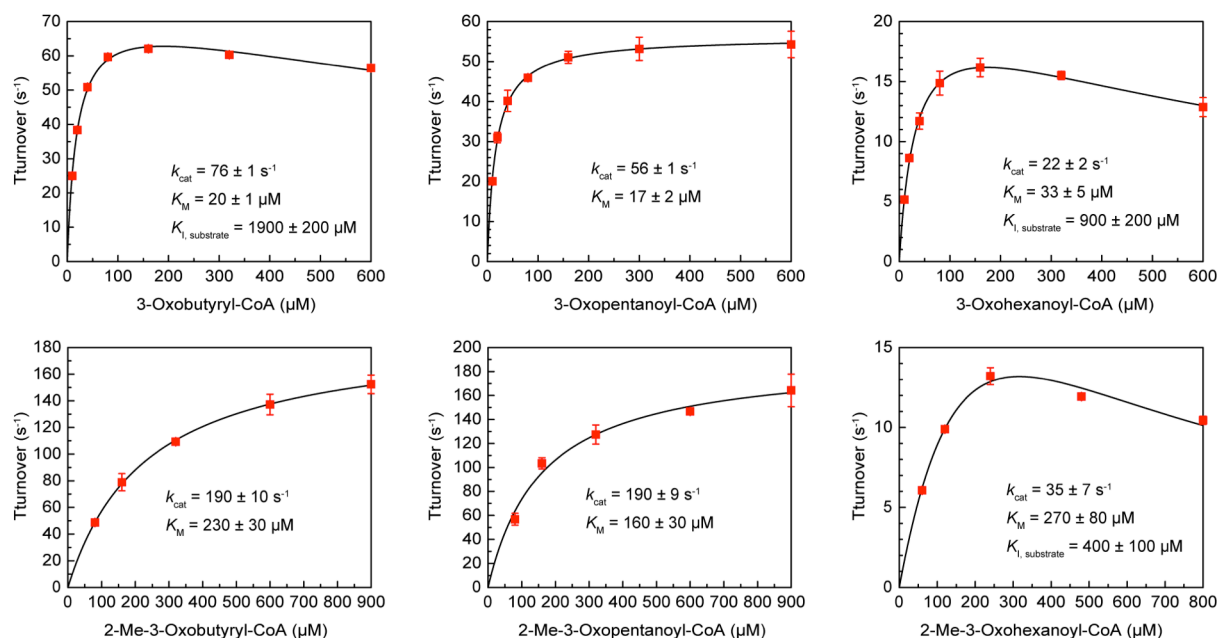 70
60
50
40
30
20
10
0
Tturnover (s⁻¹)
kcat = 76 ± 1 s⁻¹
KM = 20 ± 1 µM
KI, substrate = 1900 ± 200 µM
0 100 200 300 400 500 600
3-Oxobutyryl-CoA (µM)
70
60
50
40
30
20
10
0
Tturnover (s⁻¹)
kcat = 56 ± 1 s⁻¹
KM = 17 ± 2 µM
0 100 200 300 400 500 600
3-Oxopentanoyl-CoA (µM)
20
15
10
5
0
Tturnover (s⁻¹)
kcat = 22 ± 2 s⁻¹
KM = 33 ± 5 µM
KI, substrate = 900 ± 200 µM
0 100 200 300 400 500 600
3-Oxohexanoyl-CoA (µM)
180
160
140
120
100
80
60
40
20
0
Tturnover (s⁻¹)
kcat = 190 ± 10 s⁻¹
KM = 230 ± 30 µM
0 100 200 300 400 500 600 700 800 900
2-Me-3-Oxobutyryl-CoA (µM)
200
180
160
140
120
100
80
60
40
20
0
Tturnover (s⁻¹)
kcat = 190 ± 9 s⁻¹
KM = 160 ± 30 µM
0 100 200 300 400 500 600 700 800 900
2-Me-3-Oxopentanoyl-CoA (µM)
15
10
5
0
Tturnover (s⁻¹)
kcat = 35 ± 7 s⁻¹
KM = 270 ± 80 µM
KI, substrate = 400 ± 100 µM
0 100 200 300 400 500 600 700 800
2-Me-3-Oxohexanoyl-CoA (µM)